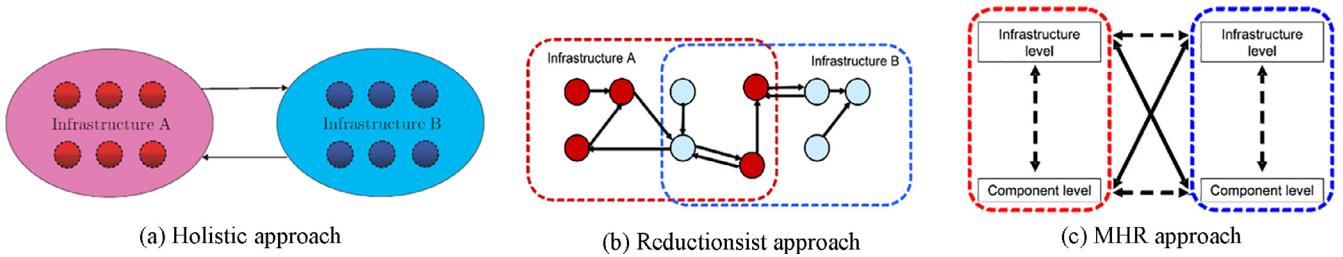 Infrastructure A
Infrastructure B
(a) Holistic approach
Infrastructure A
Infrastructure B
(b) Reductionsist approach
Infrastructure
level
Infrastructure
level
Component level
Component level
(c) MHR approach